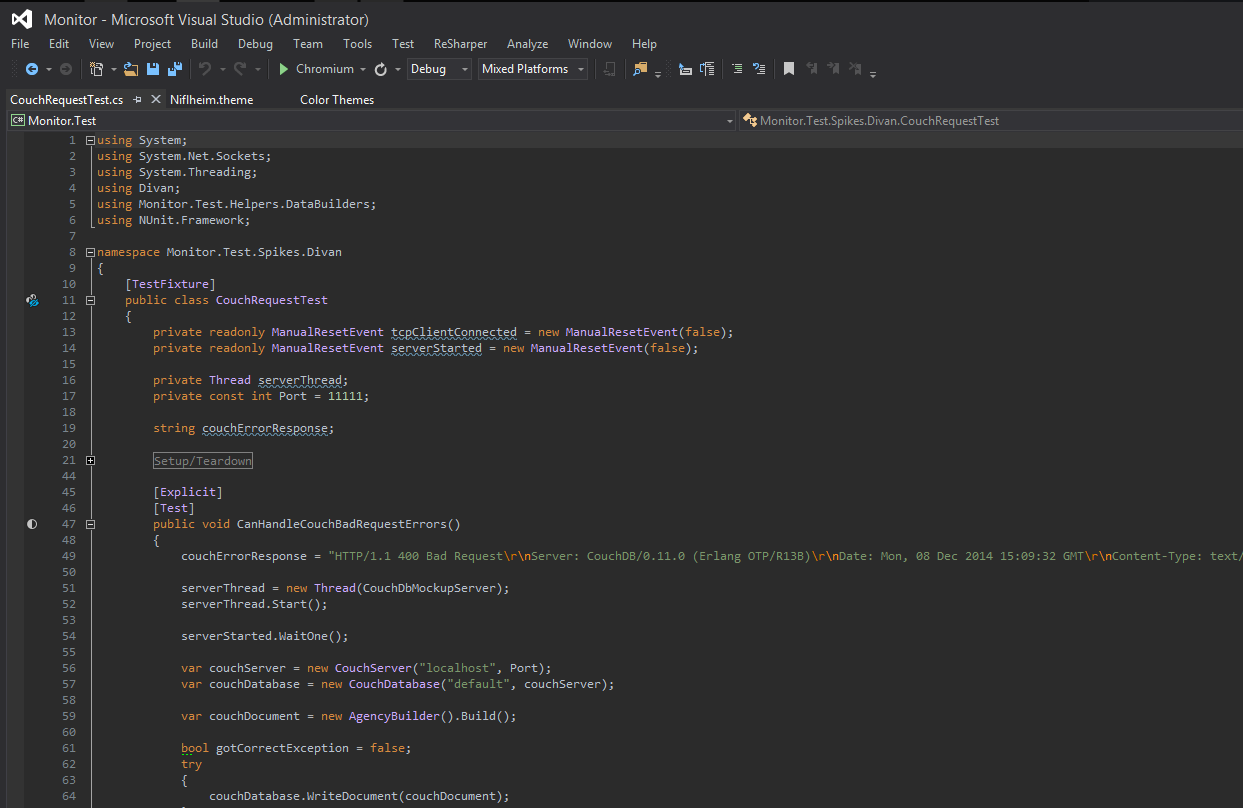 Monitor - Microsoft Visual Studio (Administrator)
File Edit View Project Build Debug Team Tools Test ReSharper Analyze Window Help
Chromium Debug Mixed Platforms
CouchRequestTest.cs Niflheim.theme Color Themes
C# Monitor.Test Monitor.Test.Spikes.Divan.CouchRequestTest
1 using System;
2 using System.Net.Sockets;
3 using System.Threading;
4 using Divan;
5 using Monitor.Test.Helpers.DataBuilders;
6 using NUnit.Framework;
7
8 namespace Monitor.Test.Spikes.Divan
9 {
10 [TestFixture]
11 public class CouchRequestTest
12 {
13 private readonly ManualResetEvent tcpClientConnected = new ManualResetEvent(false);
14 private readonly ManualResetEvent serverStarted = new ManualResetEvent(false);
15
16 private Thread serverThread;
17 private const int Port = 11111;
18
19 string couchErrorResponse;
20
21 Setup/Teardown
44
45 [Explicit]
46 [Test]
47 public void CanHandleCouchBadRequestErrors()
48 {
49 couchErrorResponse = "HTTP/1.1 400 Bad Request\r\nServer: CouchDB/0.11.0 (Erlang OTP/R13B)\r\nDate: Mon, 08 Dec 2014 15:09:32 GMT\r\nContent-Type: text/
50
51 serverThread = new Thread(CouchDbMockupServer);
52 serverThread.Start();
53
54 serverStarted.WaitOne();
55
56 var couchServer = new CouchServer("localhost", Port);
57 var couchDatabase = new CouchDatabase("default", couchServer);
58
59 var couchDocument = new AgencyBuilder().Build();
60
61 bool gotCorrectException = false;
62 try
63 {
64 couchDatabase.WriteDocument(couchDocument);